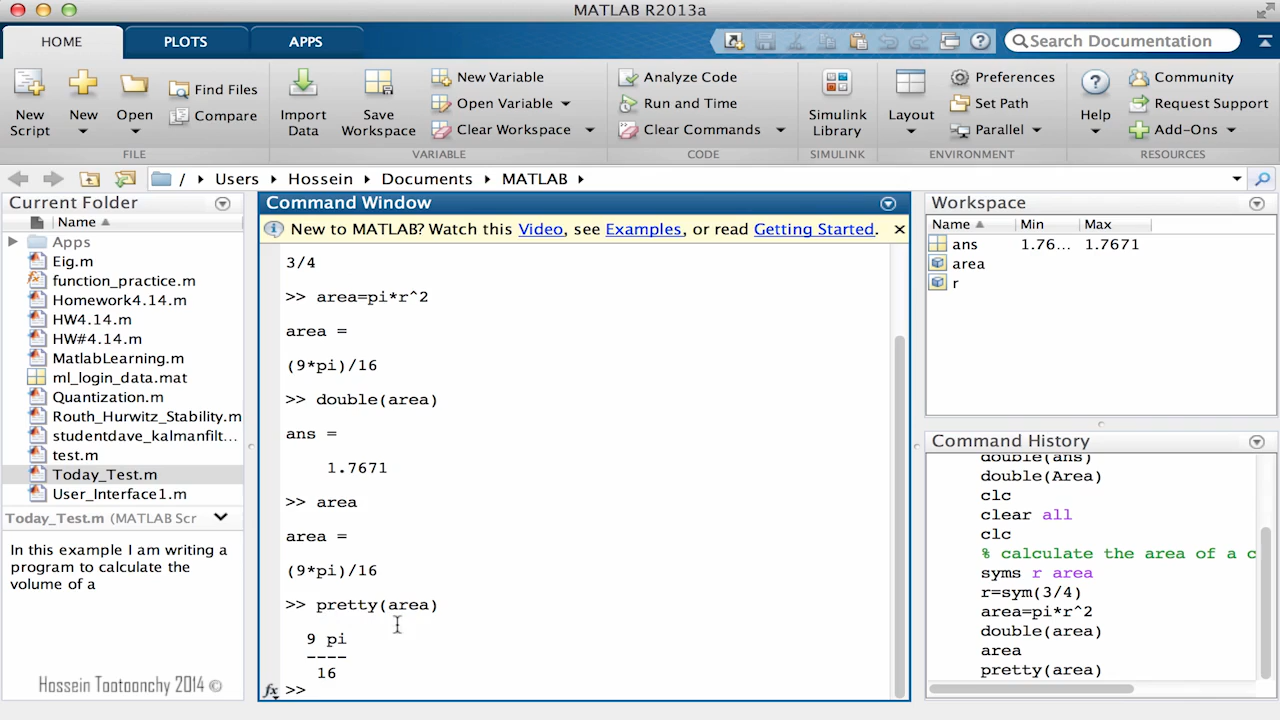 MATLAB R2013a
HOME PLOTS APPS
Search Documentation
New Script
New
Open
Find Files
Compare
Import Data
Save Workspace
New Variable
Open Variable
Clear Workspace
Analyze Code
Run and Time
Clear Commands
Simulink Library
Layout
Preferences
Set Path
Parallel
Help
Community
Request Support
Add-Ons
FILE VARIABLE CODE SIMULINK ENVIRONMENT RESOURCES
/ Users Hossein Documents MATLAB
Current Folder
Name
Apps
Eig.m
function_practice.m
Homework4.14.m
HW4.14.m
HW#4.14.m
MatlabLearning.m
ml_login_data.mat
Quantization.m
Routh_Hurwitz_Stability.m
studentdave_kalmanfilt...
test.m
Today_Test.m
User_Interface1.m
Today_Test.m (MATLAB Scr
In this example I am writing a
program to calculate the
volume of a
Hossein Tootoonchy 2014 ©
Command Window
New to MATLAB? Watch this Video, see Examples, or read Getting Started.
3/4
>> area=pi*r^2
area =
(9*pi)/16
>> double(area)
ans =
1.7671
>> area
area =
(9*pi)/16
>> pretty(area)
9 pi
----
16
fx >>
Workspace
Name Min Max
ans 1.76... 1.7671
area
r
Command History
double(ans)
double(Area)
clc
clear all
clc
% calculate the area of a c
syms r area
r=sym(3/4)
area=pi*r^2
double(area)
area
pretty(area)